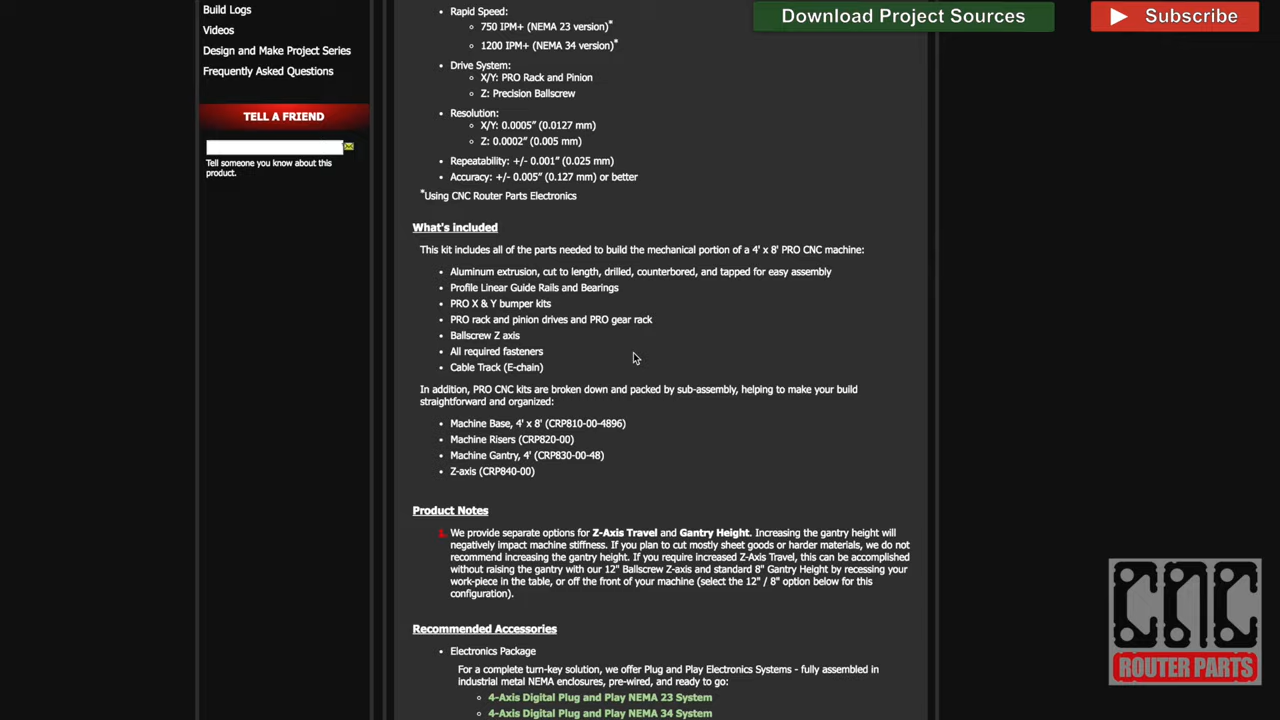 Build Logs
Videos
Design and Make Project Series
Frequently Asked Questions
TELL A FRIEND
Tell someone you know about this
product.
Download Project Sources
Subscribe
• Rapid Speed:
750 IPM+ (NEMA 23 version)*
1200 IPM+ (NEMA 34 version)*
• Drive System:
X/Y: PRO Rack and Pinion
Z: Precision Ballscrew
• Resolution:
X/Y: 0.0005” (0.0127 mm)
Z: 0.0002” (0.005 mm)
• Repeatability: +/- 0.001” (0.025 mm)
• Accuracy: +/- 0.005” (0.127 mm) or better
*Using CNC Router Parts Electronics
What's included
This kit includes all of the parts needed to build the mechanical portion of a 4' x 8' PRO CNC machine:
• Aluminum extrusion, cut to length, drilled, counterbored, and tapped for easy assembly
• Profile Linear Guide Rails and Bearings
• PRO X & Y bumper kits
• PRO rack and pinion drives and PRO gear rack
• Ballscrew Z axis
• All required fasteners
• Cable Track (E-chain)
In addition, PRO CNC kits are broken down and packed by sub-assembly, helping to make your build
straightforward and organized:
• Machine Base, 4' x 8' (CRP810-00-4896)
• Machine Risers (CRP820-00)
• Machine Gantry, 4' (CRP830-00-48)
• Z-axis (CRP840-00)
Product Notes
1. We provide separate options for Z-Axis Travel and Gantry Height. Increasing the gantry height will
negatively impact machine stiffness. If you plan to cut mostly sheet goods or harder materials, we do not
recommend increasing the gantry height. If you require increased Z-Axis Travel, this can be accomplished
without raising the gantry with our 12" Ballscrew Z-axis and standard 8" Gantry Height by recessing your
work-piece in the table, or off the front of your machine (select the 12" / 8" option below for this
configuration).
Recommended Accessories
• Electronics Package
For a complete turn-key solution, we offer Plug and Play Electronics Systems - fully assembled in
industrial metal NEMA enclosures, pre-wired, and ready to go:
4-Axis Digital Plug and Play NEMA 23 System
4-Axis Digital Plug and Play NEMA 34 System
CNC
ROUTER PARTS